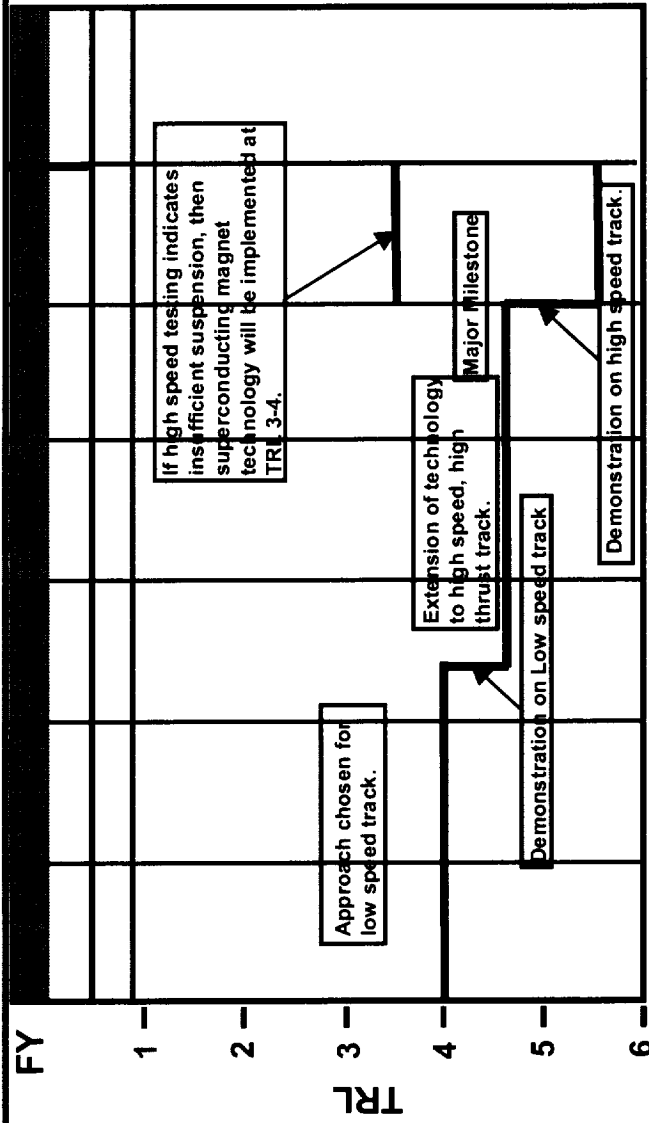 FY
TRL
1
2
3
4
5
6
If high speed testing indicates
insufficient suspension, then
superconducting magnet
technology will be implemented at
TRL 3-4.
Approach chosen for
low speed track.
Extension of technology
to high speed, high
thrust track.
Major Milestone
Demonstration on Low speed track
Demonstration on high speed track.